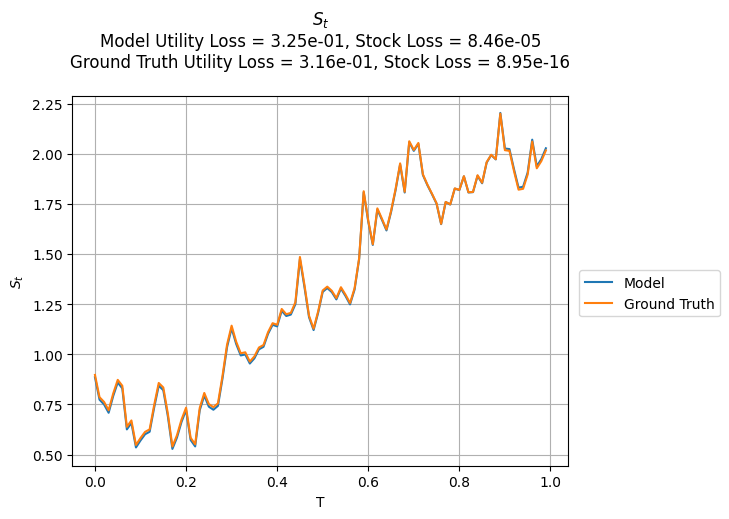 S_t
Model Utility Loss = 3.25e-01, Stock Loss = 8.46e-05
Ground Truth Utility Loss = 3.16e-01, Stock Loss = 8.95e-16
2.25
2.00
1.75
1.50
1.25
1.00
0.75
0.50
S_t
0.0 0.2 0.4 0.6 0.8 1.0
T
Model
Ground Truth